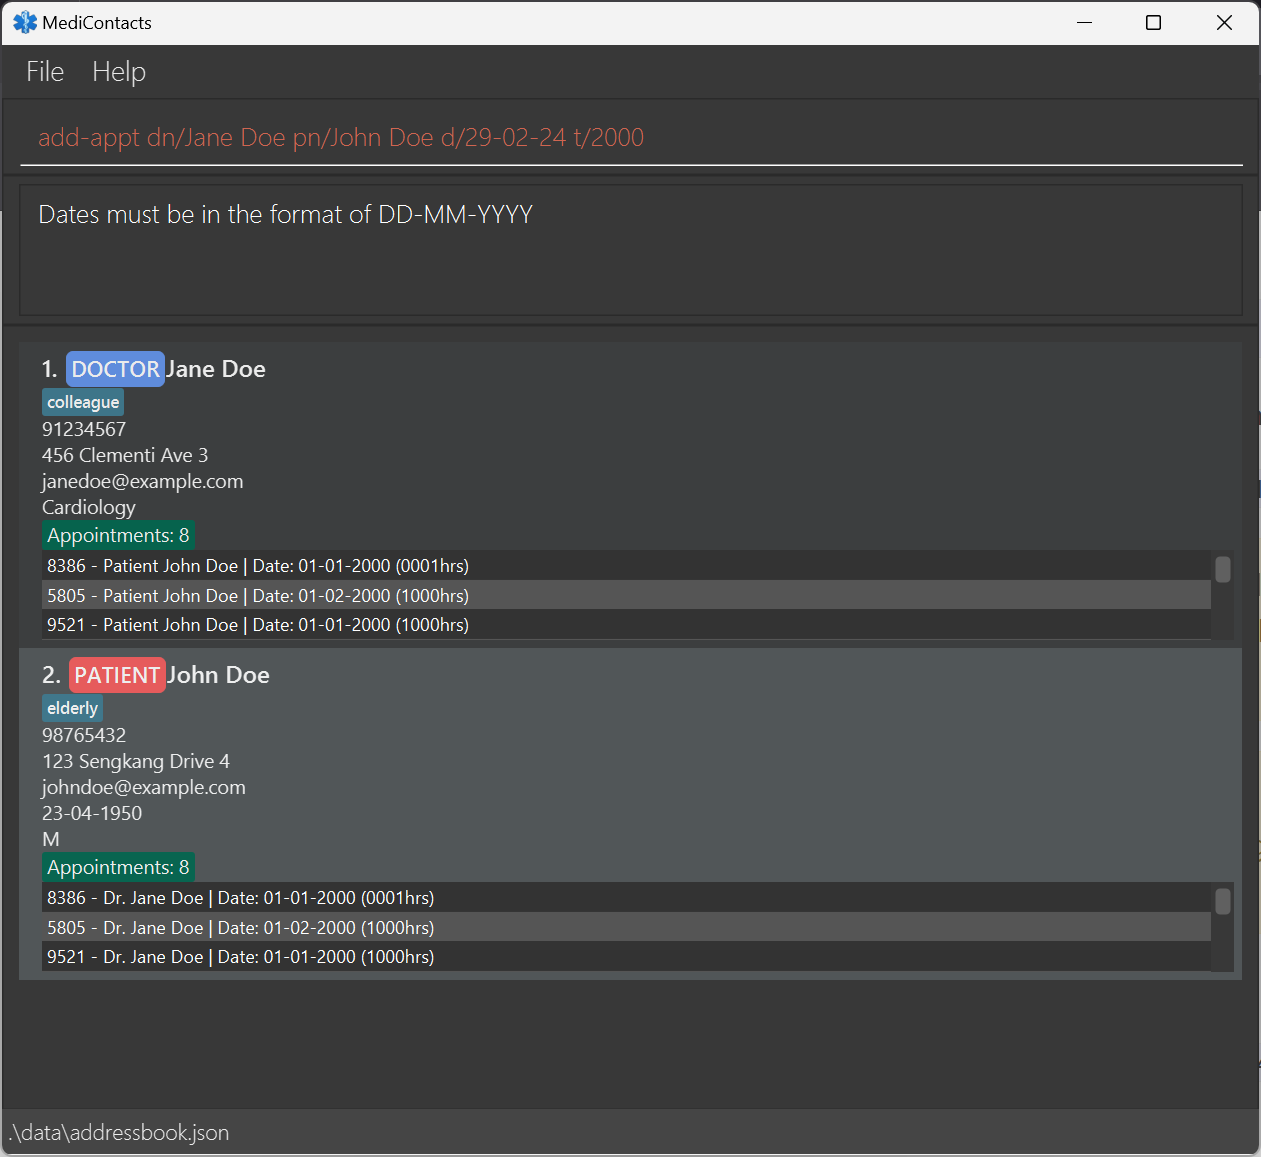 MediContacts
File Help
add-appt dn/Jane Doe pn/John Doe d/29-02-24 t/2000
Dates must be in the format of DD-MM-YYYY
1. DOCTOR Jane Doe
colleague
91234567
456 Clementi Ave 3
janedoe@example.com
Cardiology
Appointments: 8
8386 - Patient John Doe | Date: 01-01-2000 (0001hrs)
5805 - Patient John Doe | Date: 01-02-2000 (1000hrs)
9521 - Patient John Doe | Date: 01-01-2000 (1000hrs)
2. PATIENT John Doe
elderly
98765432
123 Sengkang Drive 4
johndoe@example.com
23-04-1950
M
Appointments: 8
8386 - Dr. Jane Doe | Date: 01-01-2000 (0001hrs)
5805 - Dr. Jane Doe | Date: 01-02-2000 (1000hrs)
9521 - Dr. Jane Doe | Date: 01-01-2000 (1000hrs)
.\data\addressbook.json